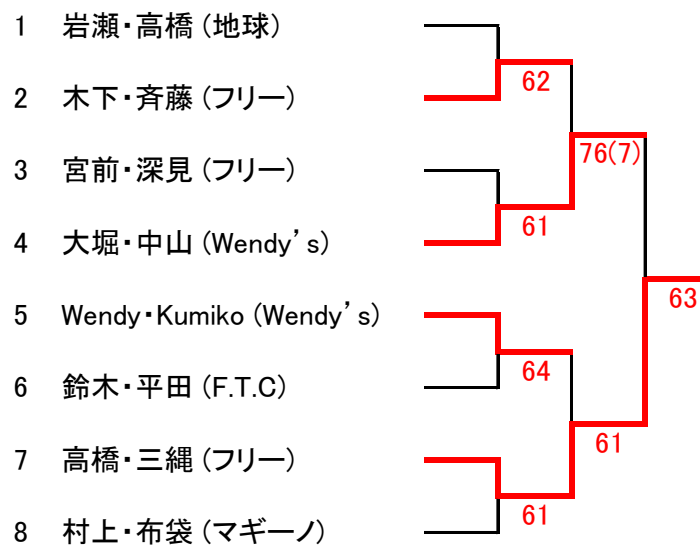 1 岩瀬・高橋 (地球)
62
2 木下・斉藤 (フリー)
76(7)
3 宮前・深見 (フリー)
61
4 大堀・中山 (Wendy’s)
63
5 Wendy・Kumiko (Wendy’s)
64
6 鈴木・平田 (F.T.C)
61
7 高橋・三縄 (フリー)
61
8 村上・布袋 (マギーノ)